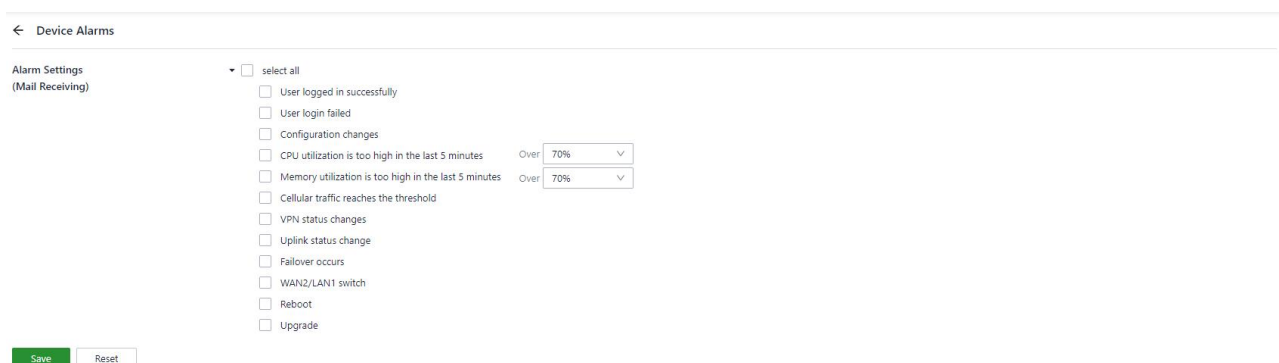 Device Alarms
Alarm Settings
(Mail Receiving)
select all
User logged in successfully
User login failed
Configuration changes
CPU utilization is too high in the last 5 minutes Over 70%
Memory utilization is too high in the last 5 minutes Over 70%
Cellular traffic reaches the threshold
VPN status changes
Uplink status change
Failover occurs
WAN2/LAN1 switch
Reboot
Upgrade
Save Reset